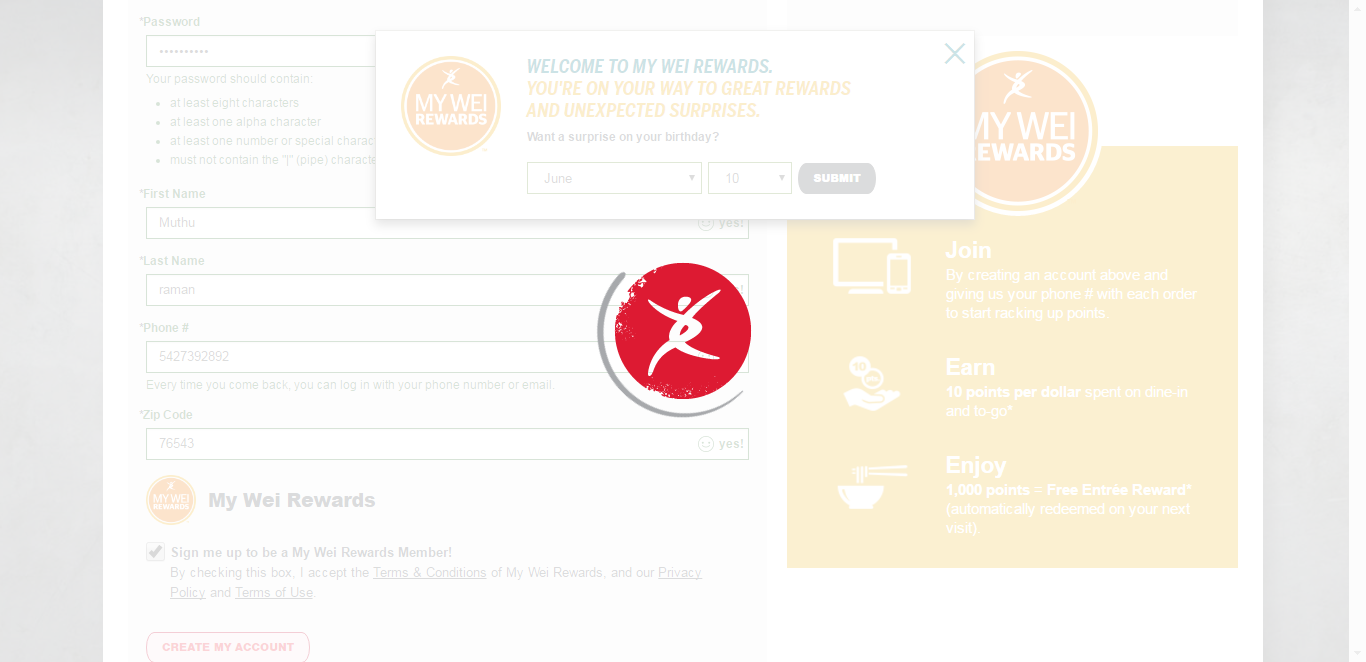 *Password
••••••••••
Your password should contain:
• at least eight characters
• at least one alpha character
• at least one number or special charac
• must not contain the "|" (pipe) characte
*First Name
Muthu
yes!
*Last Name
raman
*Phone #
5427392892
Every time you come back, you can log in with your phone number or email.
*Zip Code
76543
yes!
MY WEI
REWARDS
My Wei Rewards
Sign me up to be a My Wei Rewards Member!
By checking this box, I accept the Terms & Conditions of My Wei Rewards, and our Privacy
Policy and Terms of Use.
CREATE MY ACCOUNT
MY WEI
REWARDS
WELCOME TO MY WEI REWARDS.
YOU'RE ON YOUR WAY TO GREAT REWARDS
AND UNEXPECTED SURPRISES.
Want a surprise on your birthday?
June
10
SUBMIT
MY WEI
REWARDS
Join
By creating an account above and
giving us your phone # with each order
to start racking up points.
10
Earn
10 points per dollar spent on dine-in
and to-go*
Enjoy
1,000 points = Free Entrée Reward*
(automatically redeemed on your next
visit).